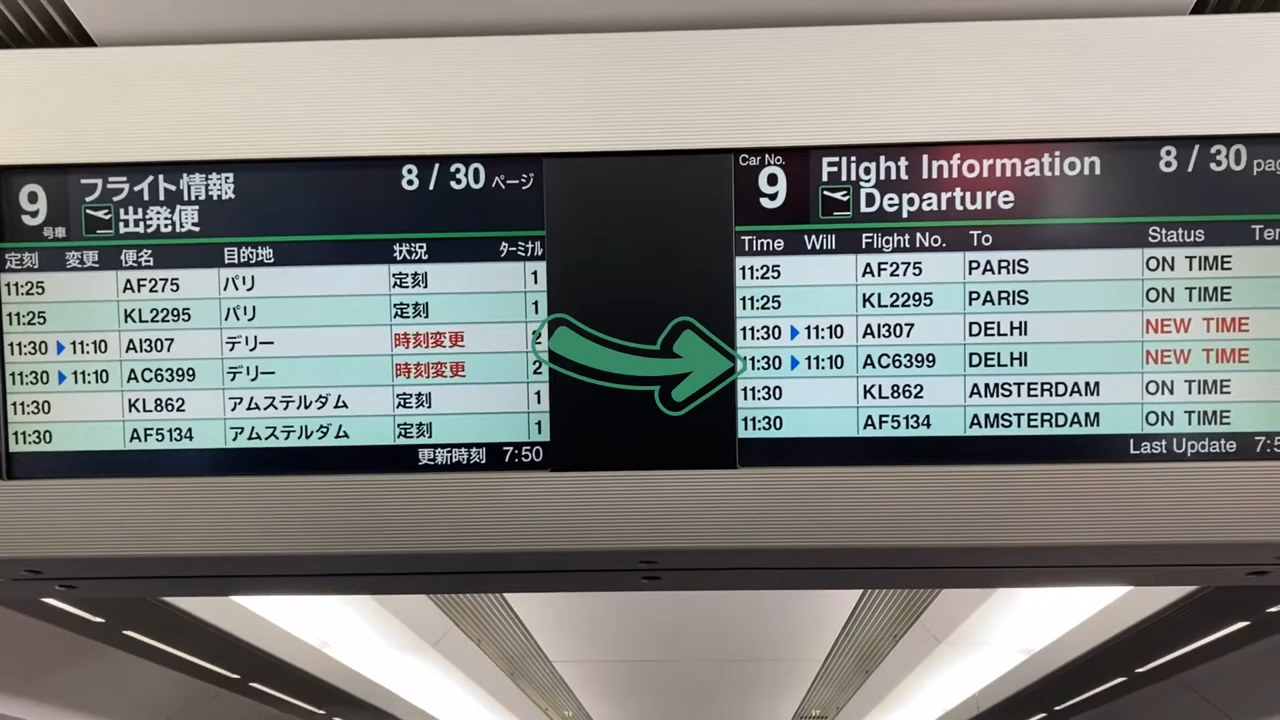 9
号車
フライト情報
出発便
8 / 30 ページ
定刻 変更 便名 目的地 状況 ターミナル
11:25 AF275 パリ 定刻 1
11:25 KL2295 パリ 定刻 1
11:30 11:10 AI307 デリー 時刻変更 2
11:30 11:10 AC6399 デリー 時刻変更 2
11:30 KL862 アムステルダム 定刻 1
11:30 AF5134 アムステルダム 定刻 1
更新時刻 7:50
Car No.
9
Flight Information
Departure
8 / 30
Time Will Flight No. To Status
11:25 AF275 PARIS ON TIME
11:25 KL2295 PARIS ON TIME
11:30 11:10 AI307 DELHI NEW TIME
11:30 11:10 AC6399 DELHI NEW TIME
11:30 KL862 AMSTERDAM ON TIME
11:30 AF5134 AMSTERDAM ON TIME
Last Update